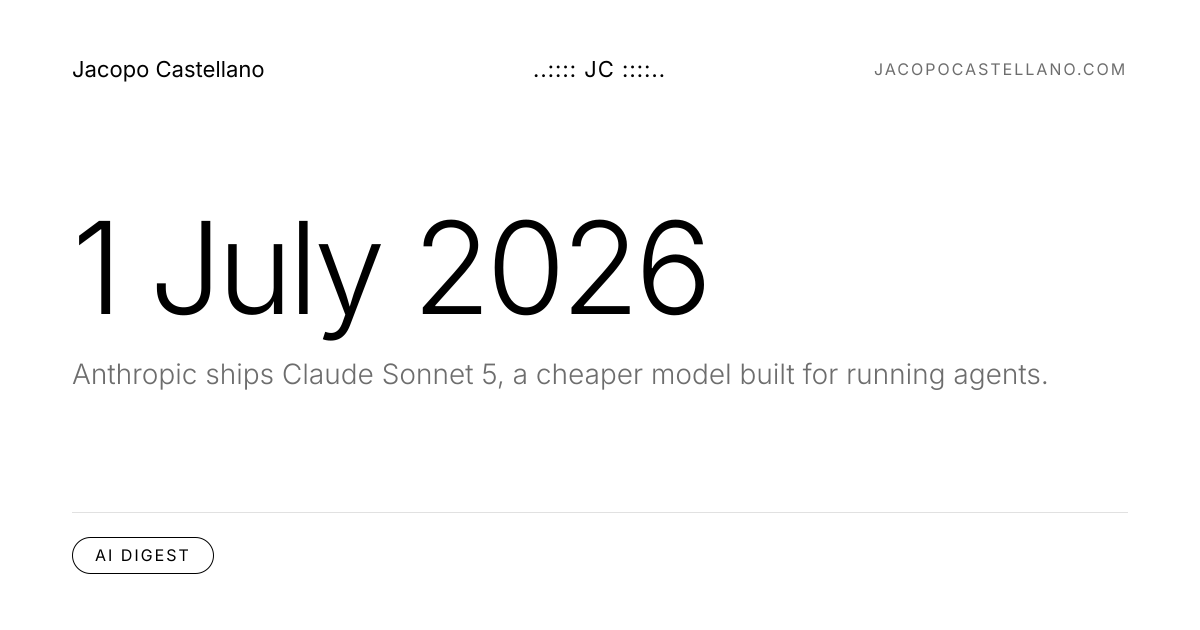 Jacopo Castellano
..:::: JC ::::..
JACOPOCASTELLANO.COM
1 July 2026
Anthropic ships Claude Sonnet 5, a cheaper model built for running agents.
AI DIGEST